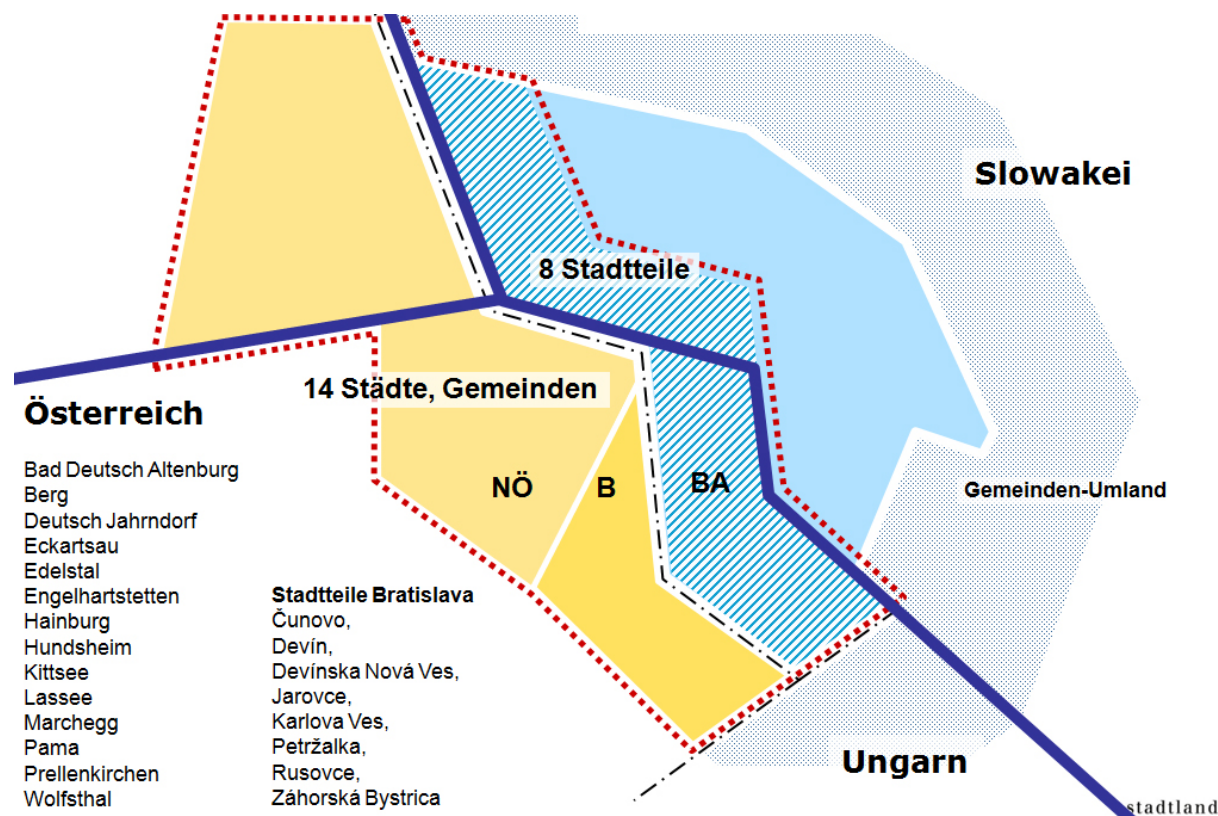 Slowakei
8 Stadtteile
14 Städte, Gemeinden
Österreich
NÖ
B
BA
Gemeinden-Umland
Bad Deutsch Altenburg
Berg
Deutsch Jahrndorf
Eckartsau
Edelstal
Engelhartstetten
Hainburg
Hundsheim
Kittsee
Lassee
Marchegg
Pama
Prellenkirchen
Wolfsthal
Stadtteile Bratislava
Čunovo,
Devín,
Devínska Nová Ves,
Jarovce,
Karlova Ves,
Petržalka,
Rusovce,
Záhorská Bystrica
Ungarn
stadtland